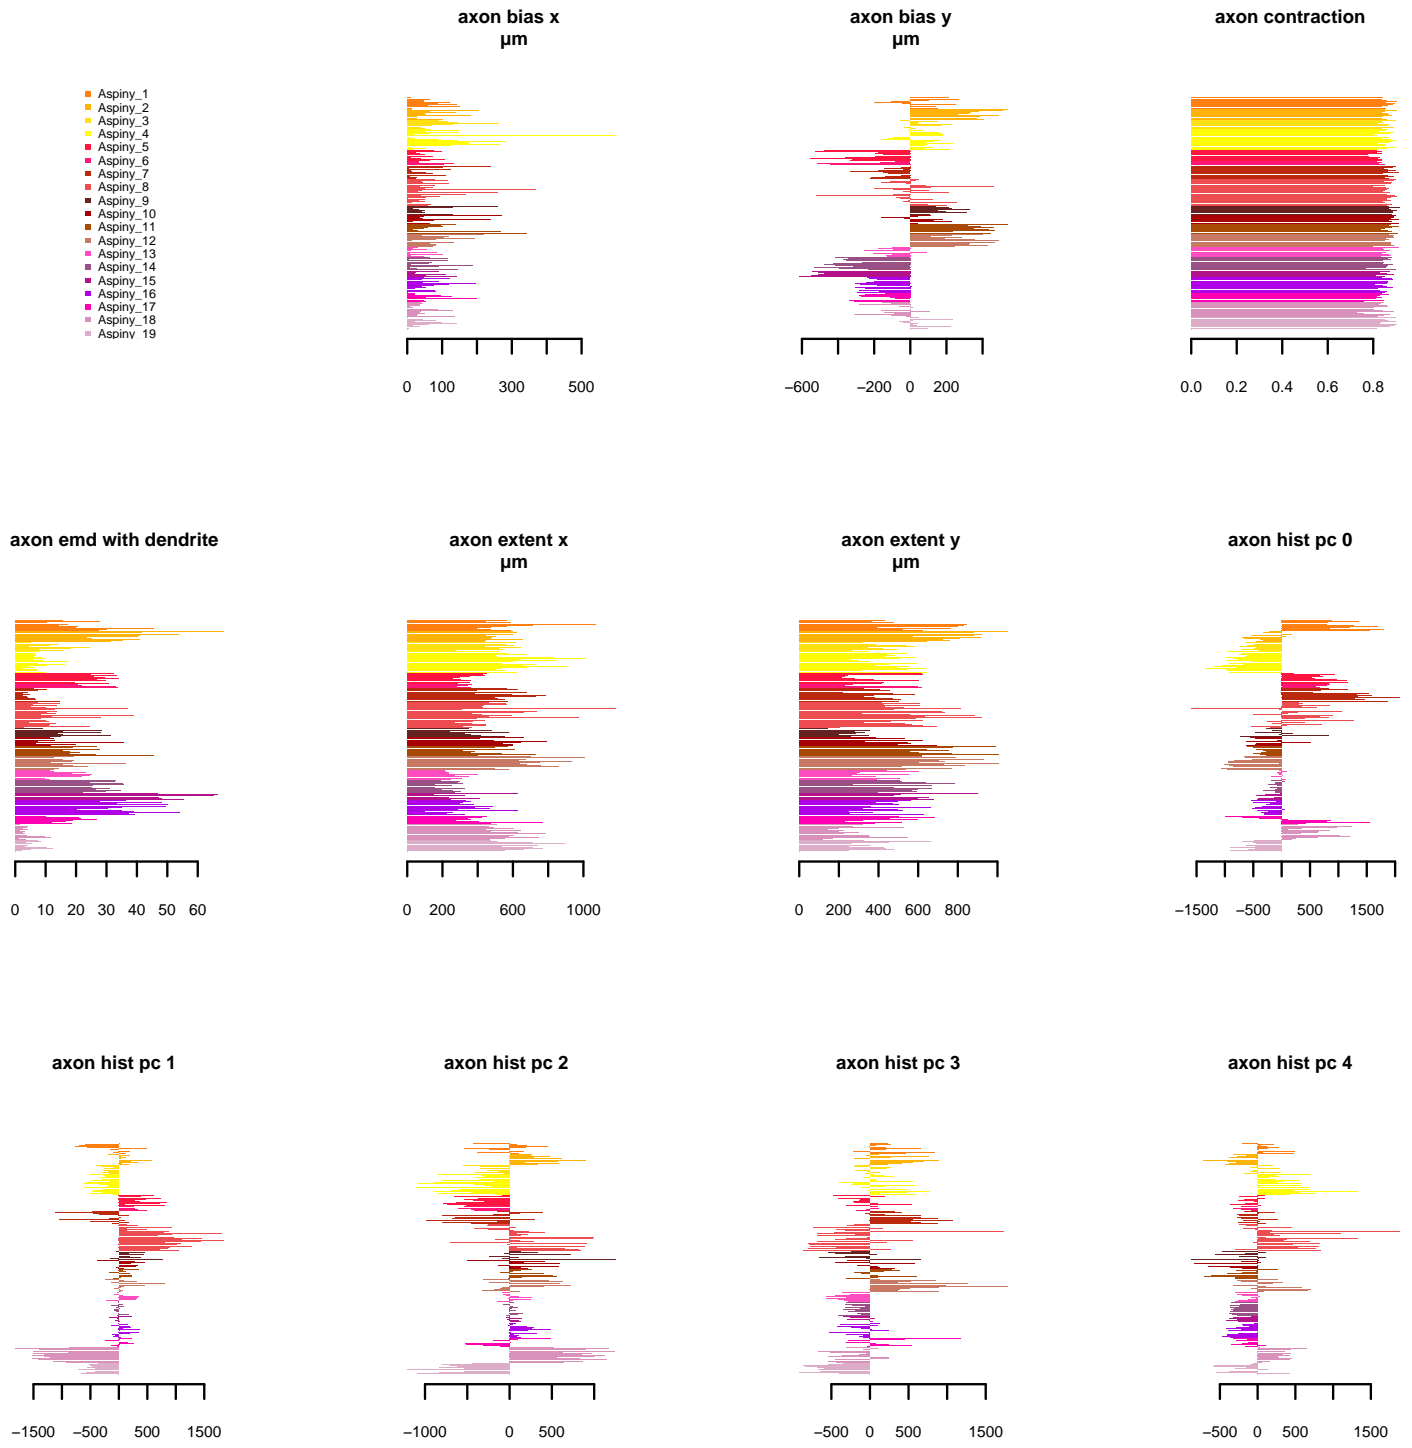 axon bias x
µm
axon bias y
µm
axon contraction
Aspiny_1
Aspiny_2
Aspiny_3
Aspiny_4
Aspiny_5
Aspiny_6
Aspiny_7
Aspiny_8
Aspiny_9
Aspiny_10
Aspiny_11
Aspiny_12
Aspiny_13
Aspiny_14
Aspiny_15
Aspiny_16
Aspiny_17
Aspiny_18
Aspiny_19
0 100 300 500
−600 −200 0 200
0.0 0.2 0.4 0.6 0.8
axon emd with dendrite
axon extent x
µm
axon extent y
µm
axon hist pc 0
0 10 20 30 40 50 60
0 200 600 1000
0 200 400 600 800
−1500 −500 500 1500
axon hist pc 1
axon hist pc 2
axon hist pc 3
axon hist pc 4
−1500 −500 500 1500
−1000 0 500
−500 0 500 1500
−500 0 500 1500